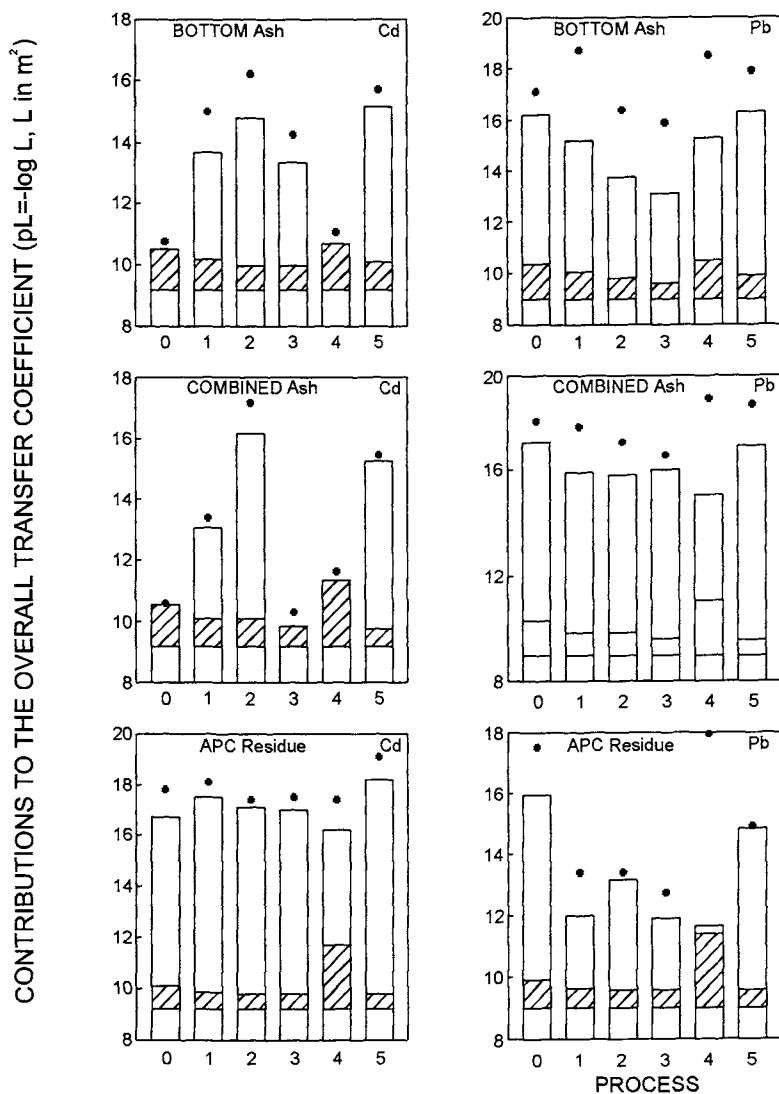 CONTRIBUTIONS TO THE OVERALL TRANSFER COEFFICIENT (pL=-log L, L in m²)
BOTTOM Ash Cd
18
16
14
12
10
8
0 1 2 3 4 5
BOTTOM Ash Pb
20
18
16
14
12
10
8
0 1 2 3 4 5
COMBINED Ash Cd
18
16
14
12
10
8
0 1 2 3 4 5
COMBINED Ash Pb
20
16
12
8
0 1 2 3 4 5
APC Residue Cd
20
18
16
14
12
10
8
0 1 2 3 4 5
APC Residue Pb
18
16
14
12
10
8
0 1 2 3 4 5
PROCESS